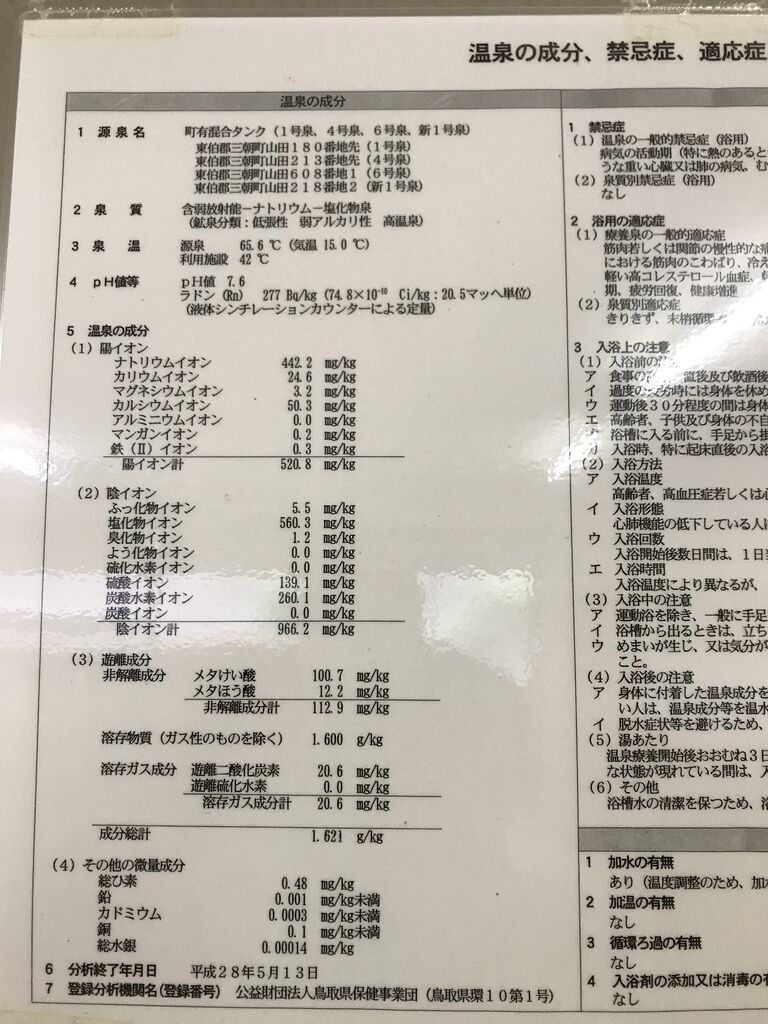 温泉の成分、禁忌症、適応症
温泉の成分
1 源泉名 町有混合タンク（1号泉、4号泉、6号泉、新1号泉）
東伯郡三朝町山田180番地先（1号泉）
東伯郡三朝町山田213番地先（4号泉）
東伯郡三朝町山田608番地1（6号泉）
東伯郡三朝町山田218番地2（新1号泉）
2 泉質 含弱放射能－ナトリウム－塩化物泉
（鉱泉分類：低張性 弱アルカリ性 高温泉）
3 泉温 源泉 65.6 ℃（気温 15.0 ℃）
利用施設 42 ℃
4 pH値等 pH値 7.6
ラドン（Rn） 277 Bq/kg（74.8×10⁻¹⁰ Ci/kg：20.5マッヘ単位）
（液体シンチレーションカウンターによる定量）
5 温泉の成分
（1）陽イオン
ナトリウムイオン 442.2 mg/kg
カリウムイオン 24.6 mg/kg
マグネシウムイオン 3.2 mg/kg
カルシウムイオン 50.3 mg/kg
アルミニウムイオン 0.0 mg/kg
マンガンイオン 0.2 mg/kg
鉄（Ⅱ）イオン 0.3 mg/kg
陽イオン計 520.8 mg/kg
（2）陰イオン
ふっ化物イオン 5.5 mg/kg
塩化物イオン 560.3 mg/kg
臭化物イオン 1.2 mg/kg
よう化物イオン 0.0 mg/kg
硫化水素イオン 0.0 mg/kg
硫酸イオン 139.1 mg/kg
炭酸水素イオン 260.1 mg/kg
炭酸イオン 0.0 mg/kg
陰イオン計 966.2 mg/kg
（3）遊離成分
非解離成分 メタけい酸 100.7 mg/kg
メタほう酸 12.2 mg/kg
非解離成分計 112.9 mg/kg
溶存物質（ガス性のものを除く） 1.600 g/kg
溶存ガス成分 遊離二酸化炭素 20.6 mg/kg
遊離硫化水素 0.0 mg/kg
溶存ガス成分計 20.6 mg/kg
成分総計 1.621 g/kg
（4）その他の微量成分
総ひ素 0.48 mg/kg
鉛 0.001 mg/kg未満
カドミウム 0.0003 mg/kg未満
銅 0.1 mg/kg未満
総水銀 0.00014 mg/kg
6 分析終了年月日 平成28年5月13日
7 登録分析機関名（登録番号） 公益財団法人鳥取県保健事業団（鳥取県環10第1号）
1 禁忌症
（1）温泉の一般的禁忌症（浴用）
病気の活動期（特に熱のあると
うな重い心臓又は肺の病気、む
（2）泉質別禁忌症（浴用）
なし
2 浴用の適応症
（1）療養泉の一般的適応症
筋肉若しくは関節の慢性的な
における筋肉のこわばり、冷え
軽い高コレステロール血症、
期、疲労回復、健康増進
（2）泉質別適応症
きりきず、末梢循環
3 入浴上の注意
（1）入浴前の注
ア 食事の 直後及び飲酒後
イ 過度の疲労時には身体を休め
ウ 運動後30分程度の間は身体
エ 高齢者、子供及び身体の不自
浴槽に入る前に、手足から掛
カ 入浴時、特に起床直後の入浴
（2）入浴方法
ア 入浴温度
高齢者、高血圧症若しくは心
イ 入浴形態
心肺機能の低下している人
ウ 入浴回数
入浴開始後数日間は、1日
エ 入浴時間
入浴温度により異なるが、
（3）入浴中の注意
ア 運動浴を除き、一般に手足
イ 浴槽から出るときは、立ち
ウ めまいが生じ、又は気分が
こと。
（4）入浴後の注意
ア 身体に付着した温泉成分を
い人は、温泉成分等を温水
イ 脱水症状等を避けるため、
（5）湯あたり
温泉療養開始後おおむね3日
な状態が現れている間は、入
（6）その他
浴槽水の清潔を保つため、
1 加水の有無
あり（温度調整のため、加
2 加温の有無
なし
3 循環ろ過の有無
なし
4 入浴剤の添加又は消毒の有
なし